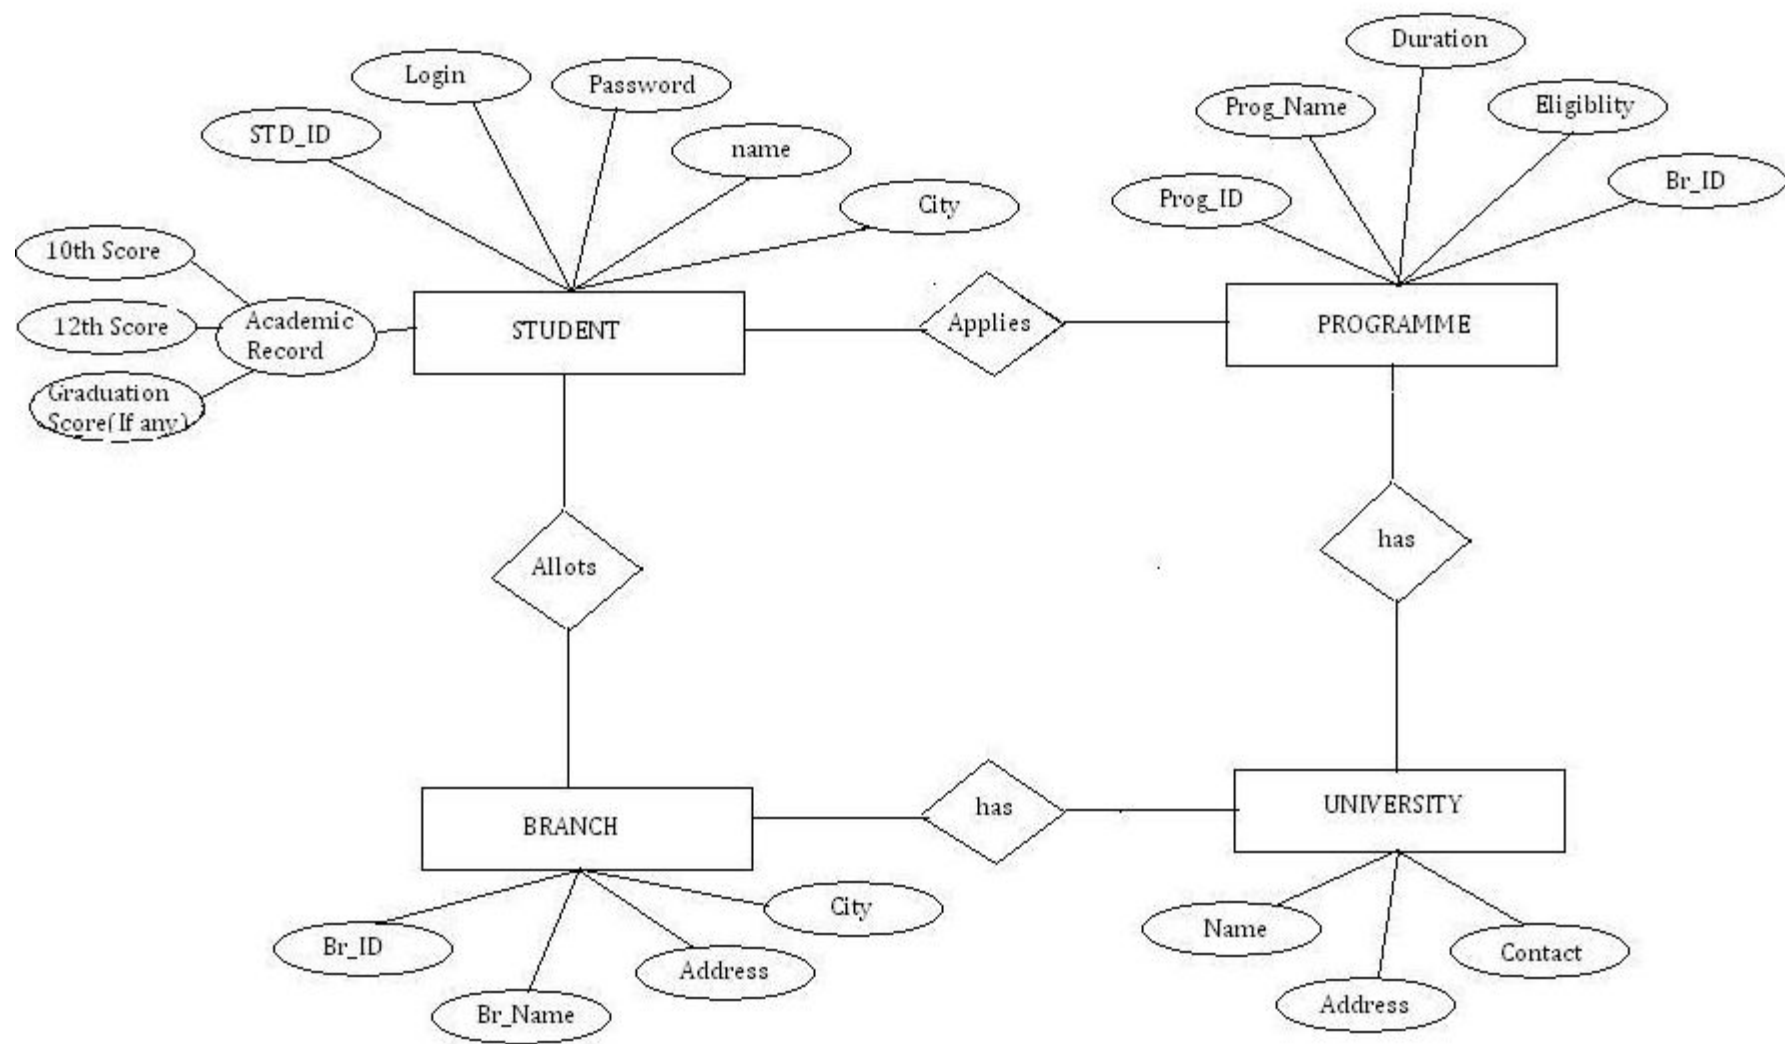 Duration
Login
Password
Prog_Name
Eligiblity
STD_ID
name
Br_ID
Prog_ID
City
10th Score
12th Score
Academic
Record
STUDENT
Applies
PROGRAMME
Graduation
Score(If any)
has
Allots
BRANCH
has
UNIVERSITY
City
Name
Br_ID
Contact
Address
Br_Name
Address